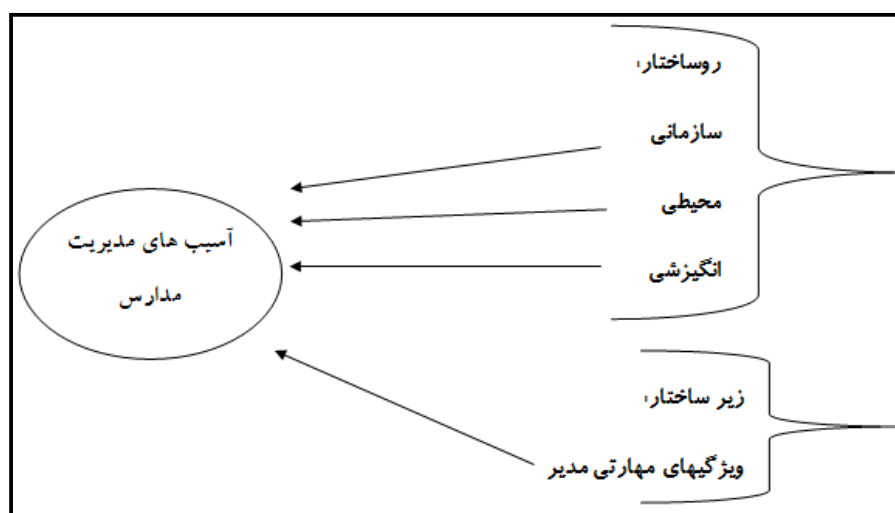 روساختار:
سازمانی
محیطی
انگیزشی
زیر ساختار:
ویژگیهای مهارتی مدیر
آسیب های مدیریت
مدارس